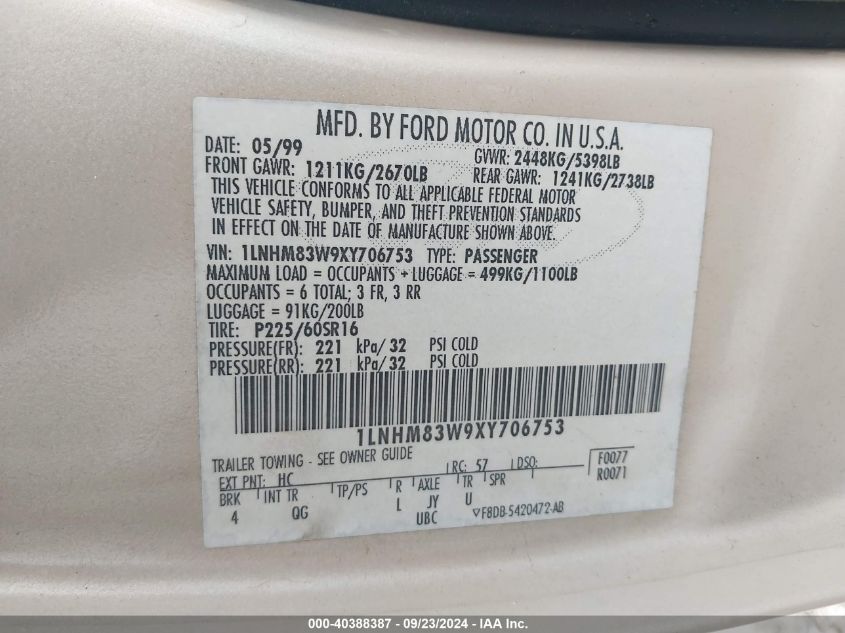 MFD. BY FORD MOTOR CO. IN U.S.A.
DATE: 05/99 GVWR: 2448KG/5398LB
FRONT GAWR: 1211KG/2670LB REAR GAWR: 1241KG/2738LB
THIS VEHICLE CONFORMS TO ALL APPLICABLE FEDERAL MOTOR
VEHICLE SAFETY, BUMPER, AND THEFT PREVENTION STANDARDS
IN EFFECT ON THE DATE OF MANUFACTURE SHOWN ABOVE.
VIN: 1LNHM83W9XY706753 TYPE: PASSENGER
MAXIMUM LOAD = OCCUPANTS + LUGGAGE = 499KG/1100LB
OCCUPANTS = 6 TOTAL; 3 FR, 3 RR
LUGGAGE = 91KG/200LB
TIRE: P225/60SR16
PRESSURE(FR): 221 kPa/ 32 PSI COLD
PRESSURE(RR): 221 kPa/ 32 PSI COLD
1LNHM83W9XY706753
TRAILER TOWING - SEE OWNER GUIDE
EXT PNT: HC RC: 57 DSO: F0077
R0071
BRK INT TR TP/PS R AXLE TR SPR
4 QG L JY U
UBC ▽F8DB-5420472-AB
000-40388387 - 09/23/2024 - IAA Inc.